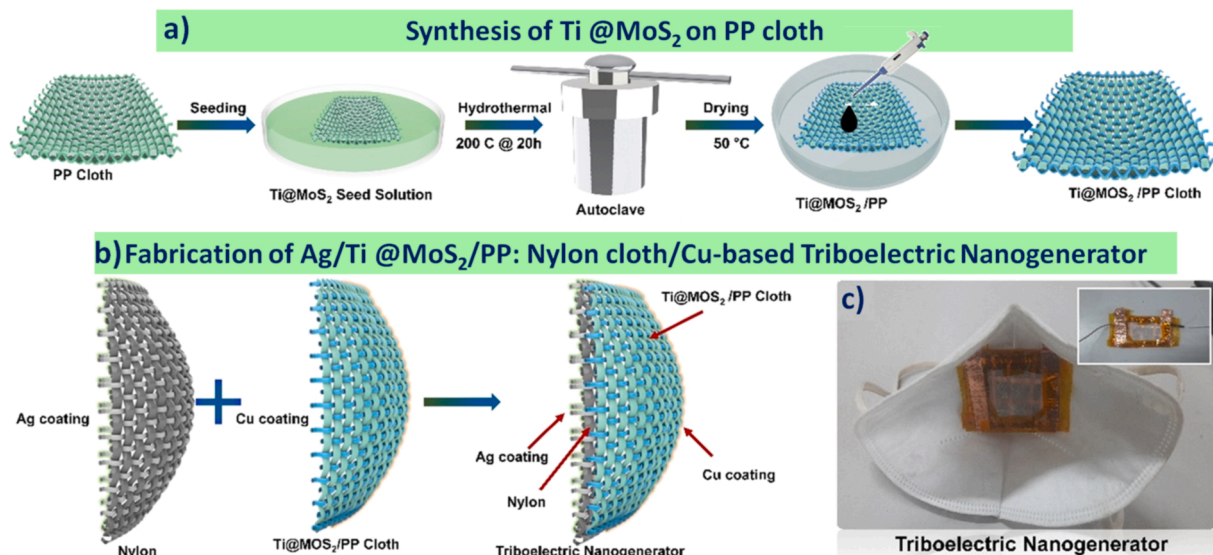 a)
Synthesis of Ti @MoS₂ on PP cloth
PP Cloth
Seeding
Ti@MoS₂ Seed Solution
Hydrothermal
200 C @ 20h
Autoclave
Drying
50 °C
Ti@MOS₂ /PP
Ti@MOS₂ /PP Cloth
b) Fabrication of Ag/Ti @MoS₂/PP: Nylon cloth/Cu-based Triboelectric Nanogenerator
Ag coating
Nylon
Cu coating
Ti@MOS₂/PP Cloth
Ti@MOS₂ /PP Cloth
Ag coating
Nylon
Cu coating
Triboelectric Nanogenerator
c)
Triboelectric Nanogenerator